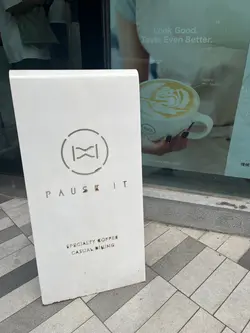 Look Good.
Taste Even Better.
PAUSE IT
SPECIALTY COFFEE
CASUAL DINING